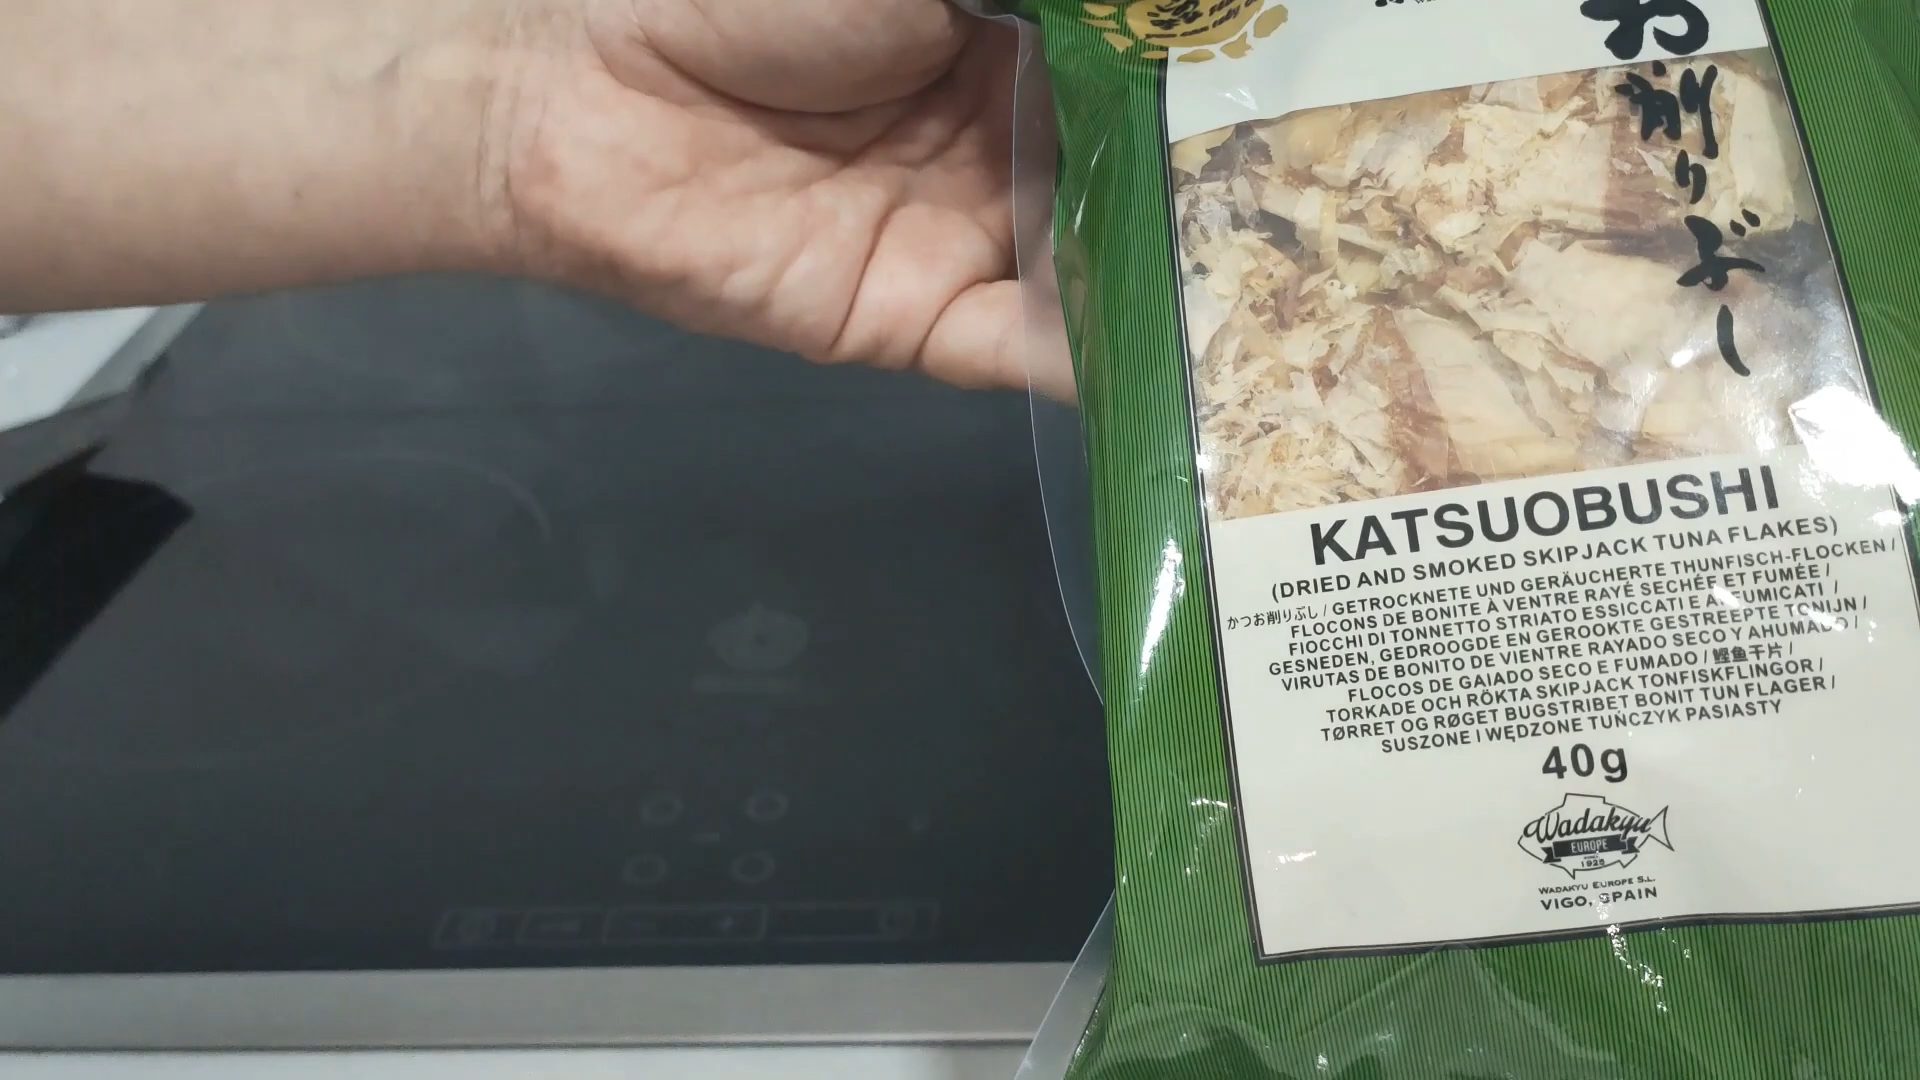 お削りぶし
KATSUOBUSHI
(DRIED AND SMOKED SKIPJACK TUNA FLAKES)
かつお削りぶし / GETROCKNETE UND GERÄUCHERTE THUNFISCH-FLOCKEN /
FLOCONS DE BONITE À VENTRE RAYÉ SECHÉE ET FUMÉE /
FIOCCHI DI TONNETTO STRIATO ESSICCATI E AFFUMICATI /
GESNEDEN, GEDROOGDE EN GEROOKTE GESTREEPTE TONIJN /
VIRUTAS DE BONITO DE VIENTRE RAYADO SECO Y AHUMADO /
FLOCOS DE GAIADO SECO E FUMADO / 鲣鱼干片 /
TORKADE OCH RÖKTA SKIPJACK TONFISKFLINGOR /
TØRRET OG RØGET BUGSTRIBET BONIT TUN FLAGER /
SUSZONE I WĘDZONE TUŃCZYK PASIASTY
40g
Wadakyu
EUROPE
1925
WADAKYU EUROPE S.L.
VIGO, SPAIN